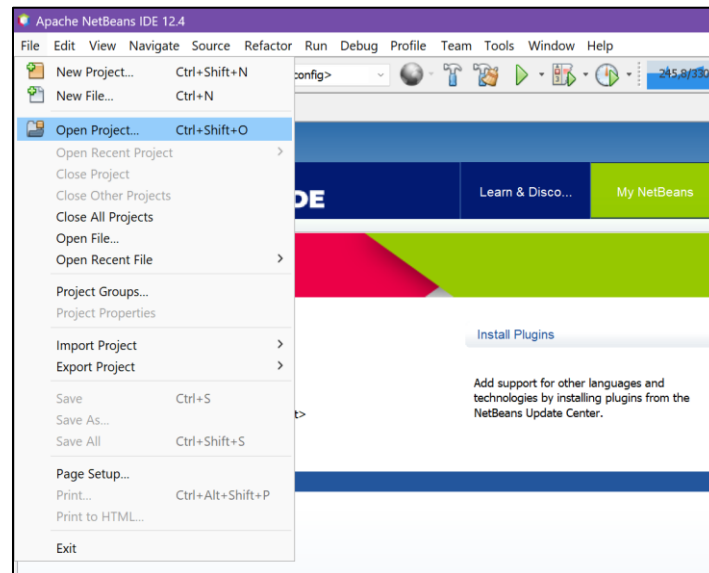 Apache NetBeans IDE 12.4
File Edit View Navigate Source Refactor Run Debug Profile Team Tools Window Help
New Project... Ctrl+Shift+N
config>
245,8/330
New File... Ctrl+N
Open Project... Ctrl+Shift+O
Open Recent Project
Close Project
Close Other Projects
Close All Projects
Open File...
Open Recent File
Project Groups...
Project Properties
Import Project
Export Project
Save Ctrl+S
Save As...
Save All Ctrl+Shift+S
Page Setup...
Print... Ctrl+Alt+Shift+P
Print to HTML...
Exit
DE
Learn & Disco...
My NetBeans
Install Plugins
Add support for other languages and
technologies by installing plugins from the
NetBeans Update Center.
t>